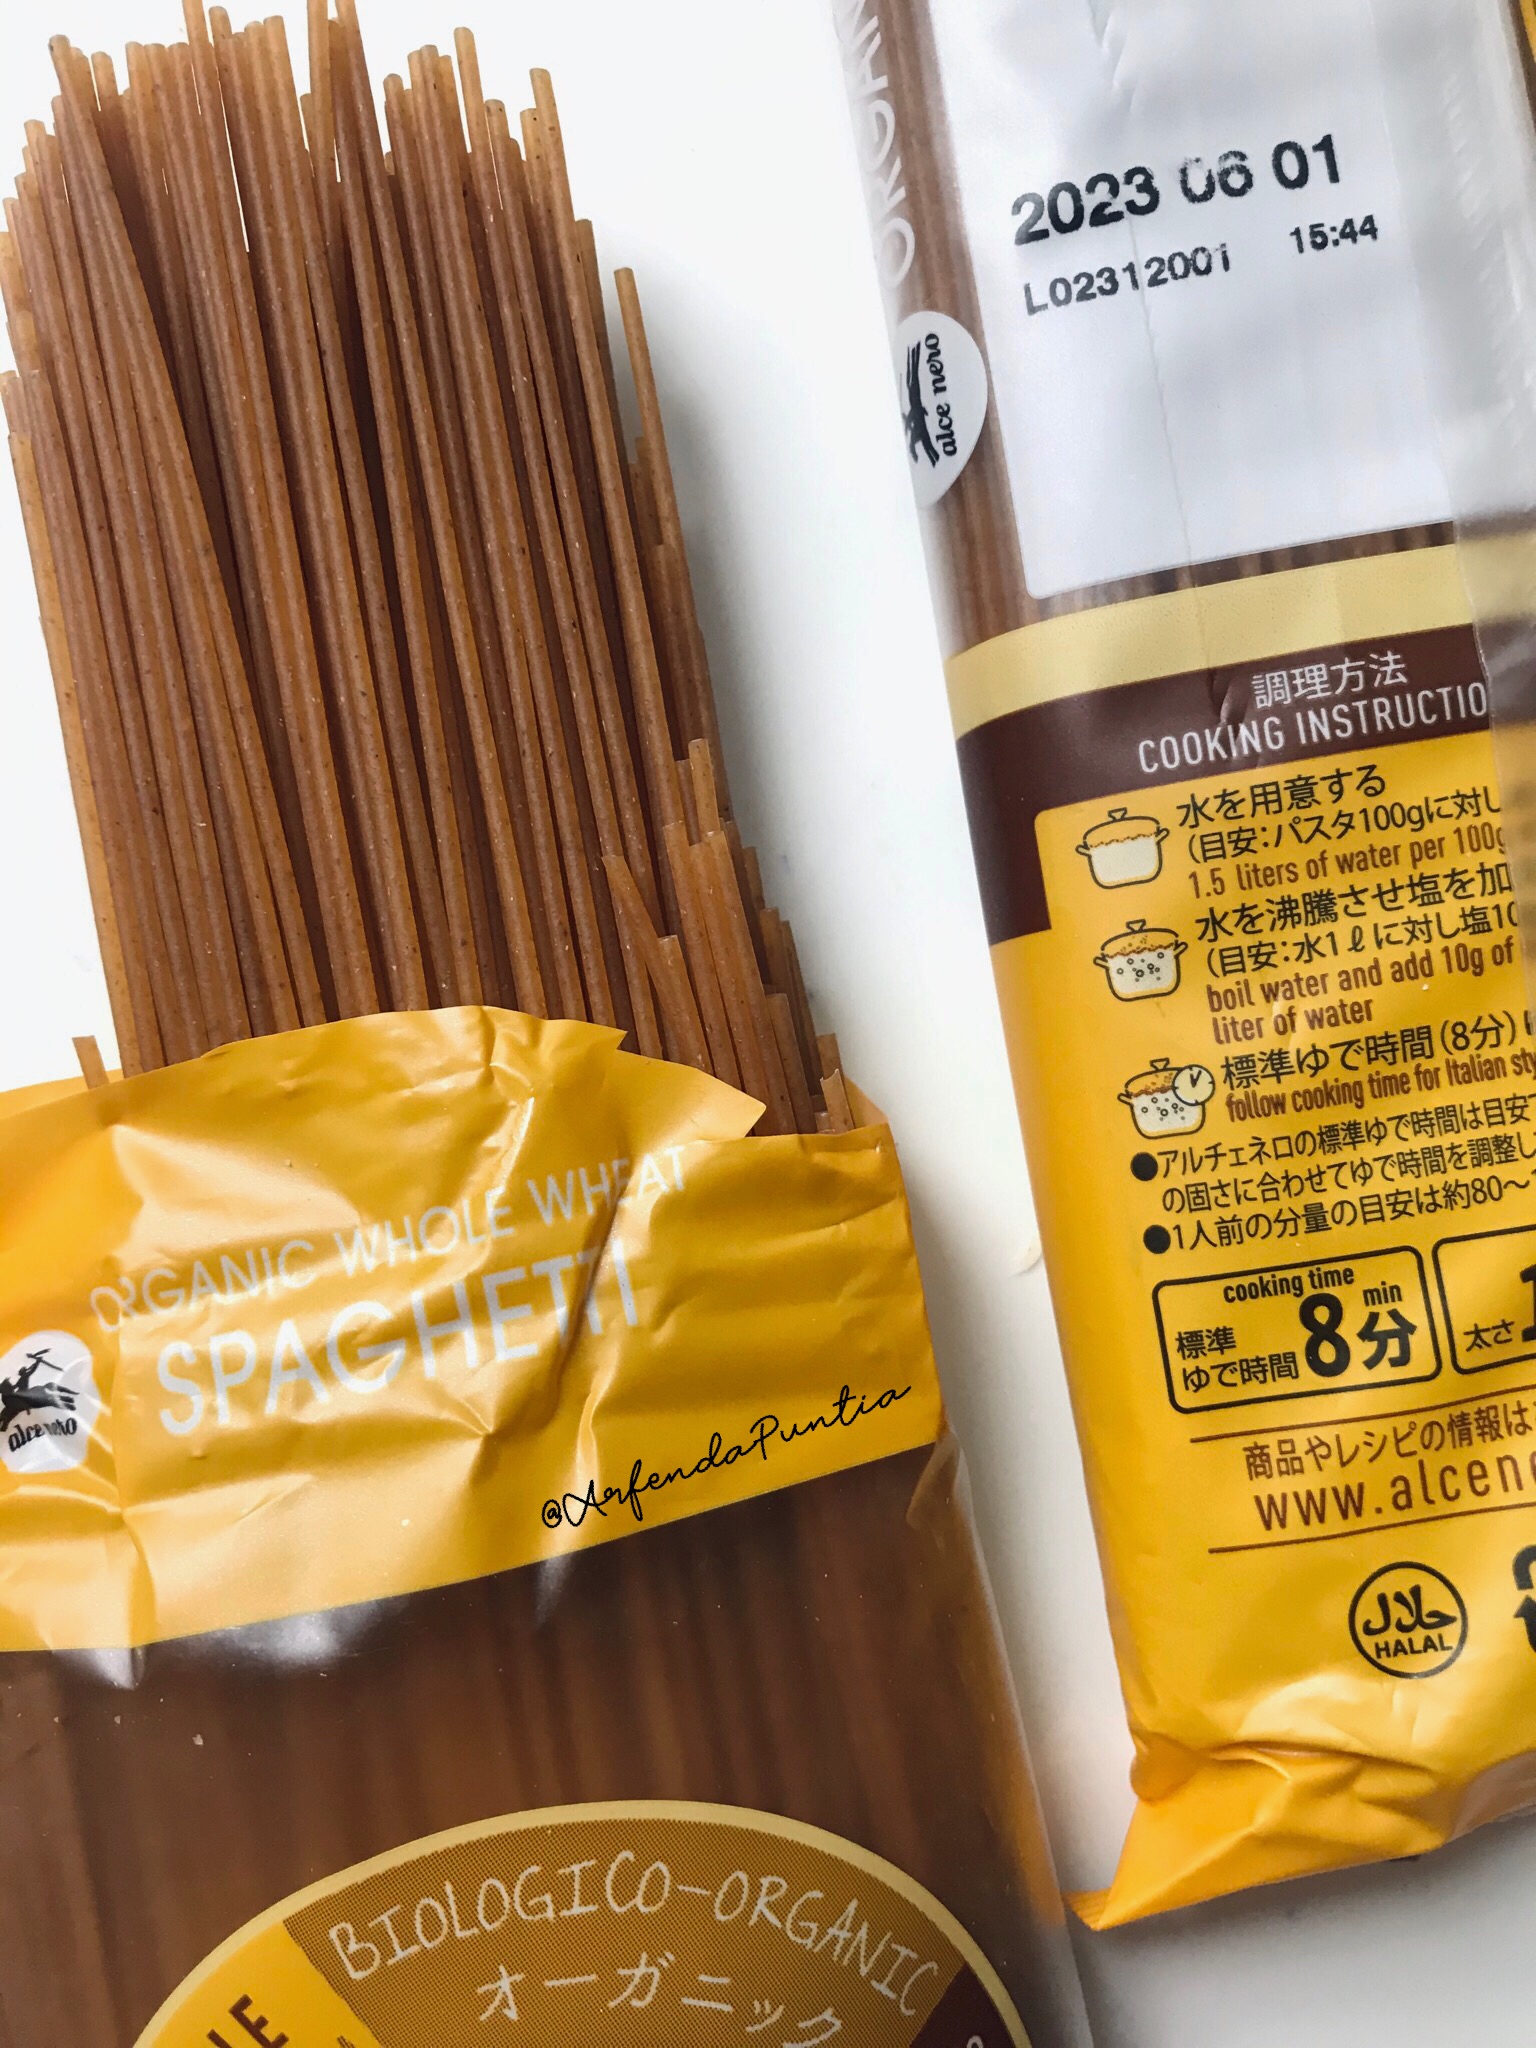 ORGANIC WHOLE WHEAT
SPAGHETTI
alce nero
@ArfendaPuntia
BIOLOGICO-ORGANIC
オーガニック
2023 06 01
L02312001 15:44
alce nero
調理方法
COOKING INSTRUCTIO
水を用意する
(目安:パスタ100gに対し
1.5 liters of water per 100g
水を沸騰させ塩を加
(目安:水1ℓに対し塩10
boil water and add 10g of
liter of water
標準ゆで時間(8分)
follow cooking time for Italian sty
●アルチェネロの標準ゆで時間は目安
の固さに合わせてゆで時間を調整し
●1人前の分量の目安は約80~
cooking time
標準
ゆで時間 8分 min
太さ 1
商品やレシピの情報は
www.alcene
حلال
HALAL